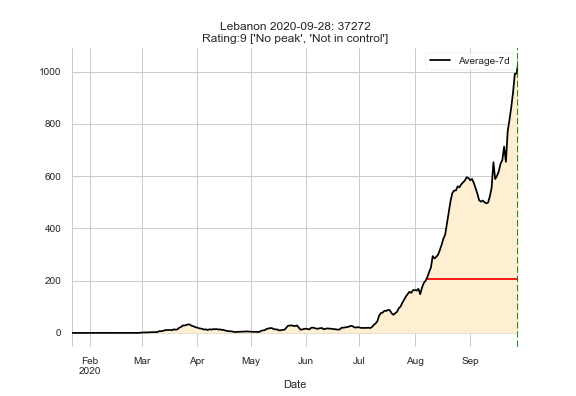 Lebanon 2020-09-28: 37272
Rating:9 ['No peak', 'Not in control']
Average-7d
1000
800
600
400
200
0
Feb Mar Apr May Jun Jul Aug Sep
2020
Date